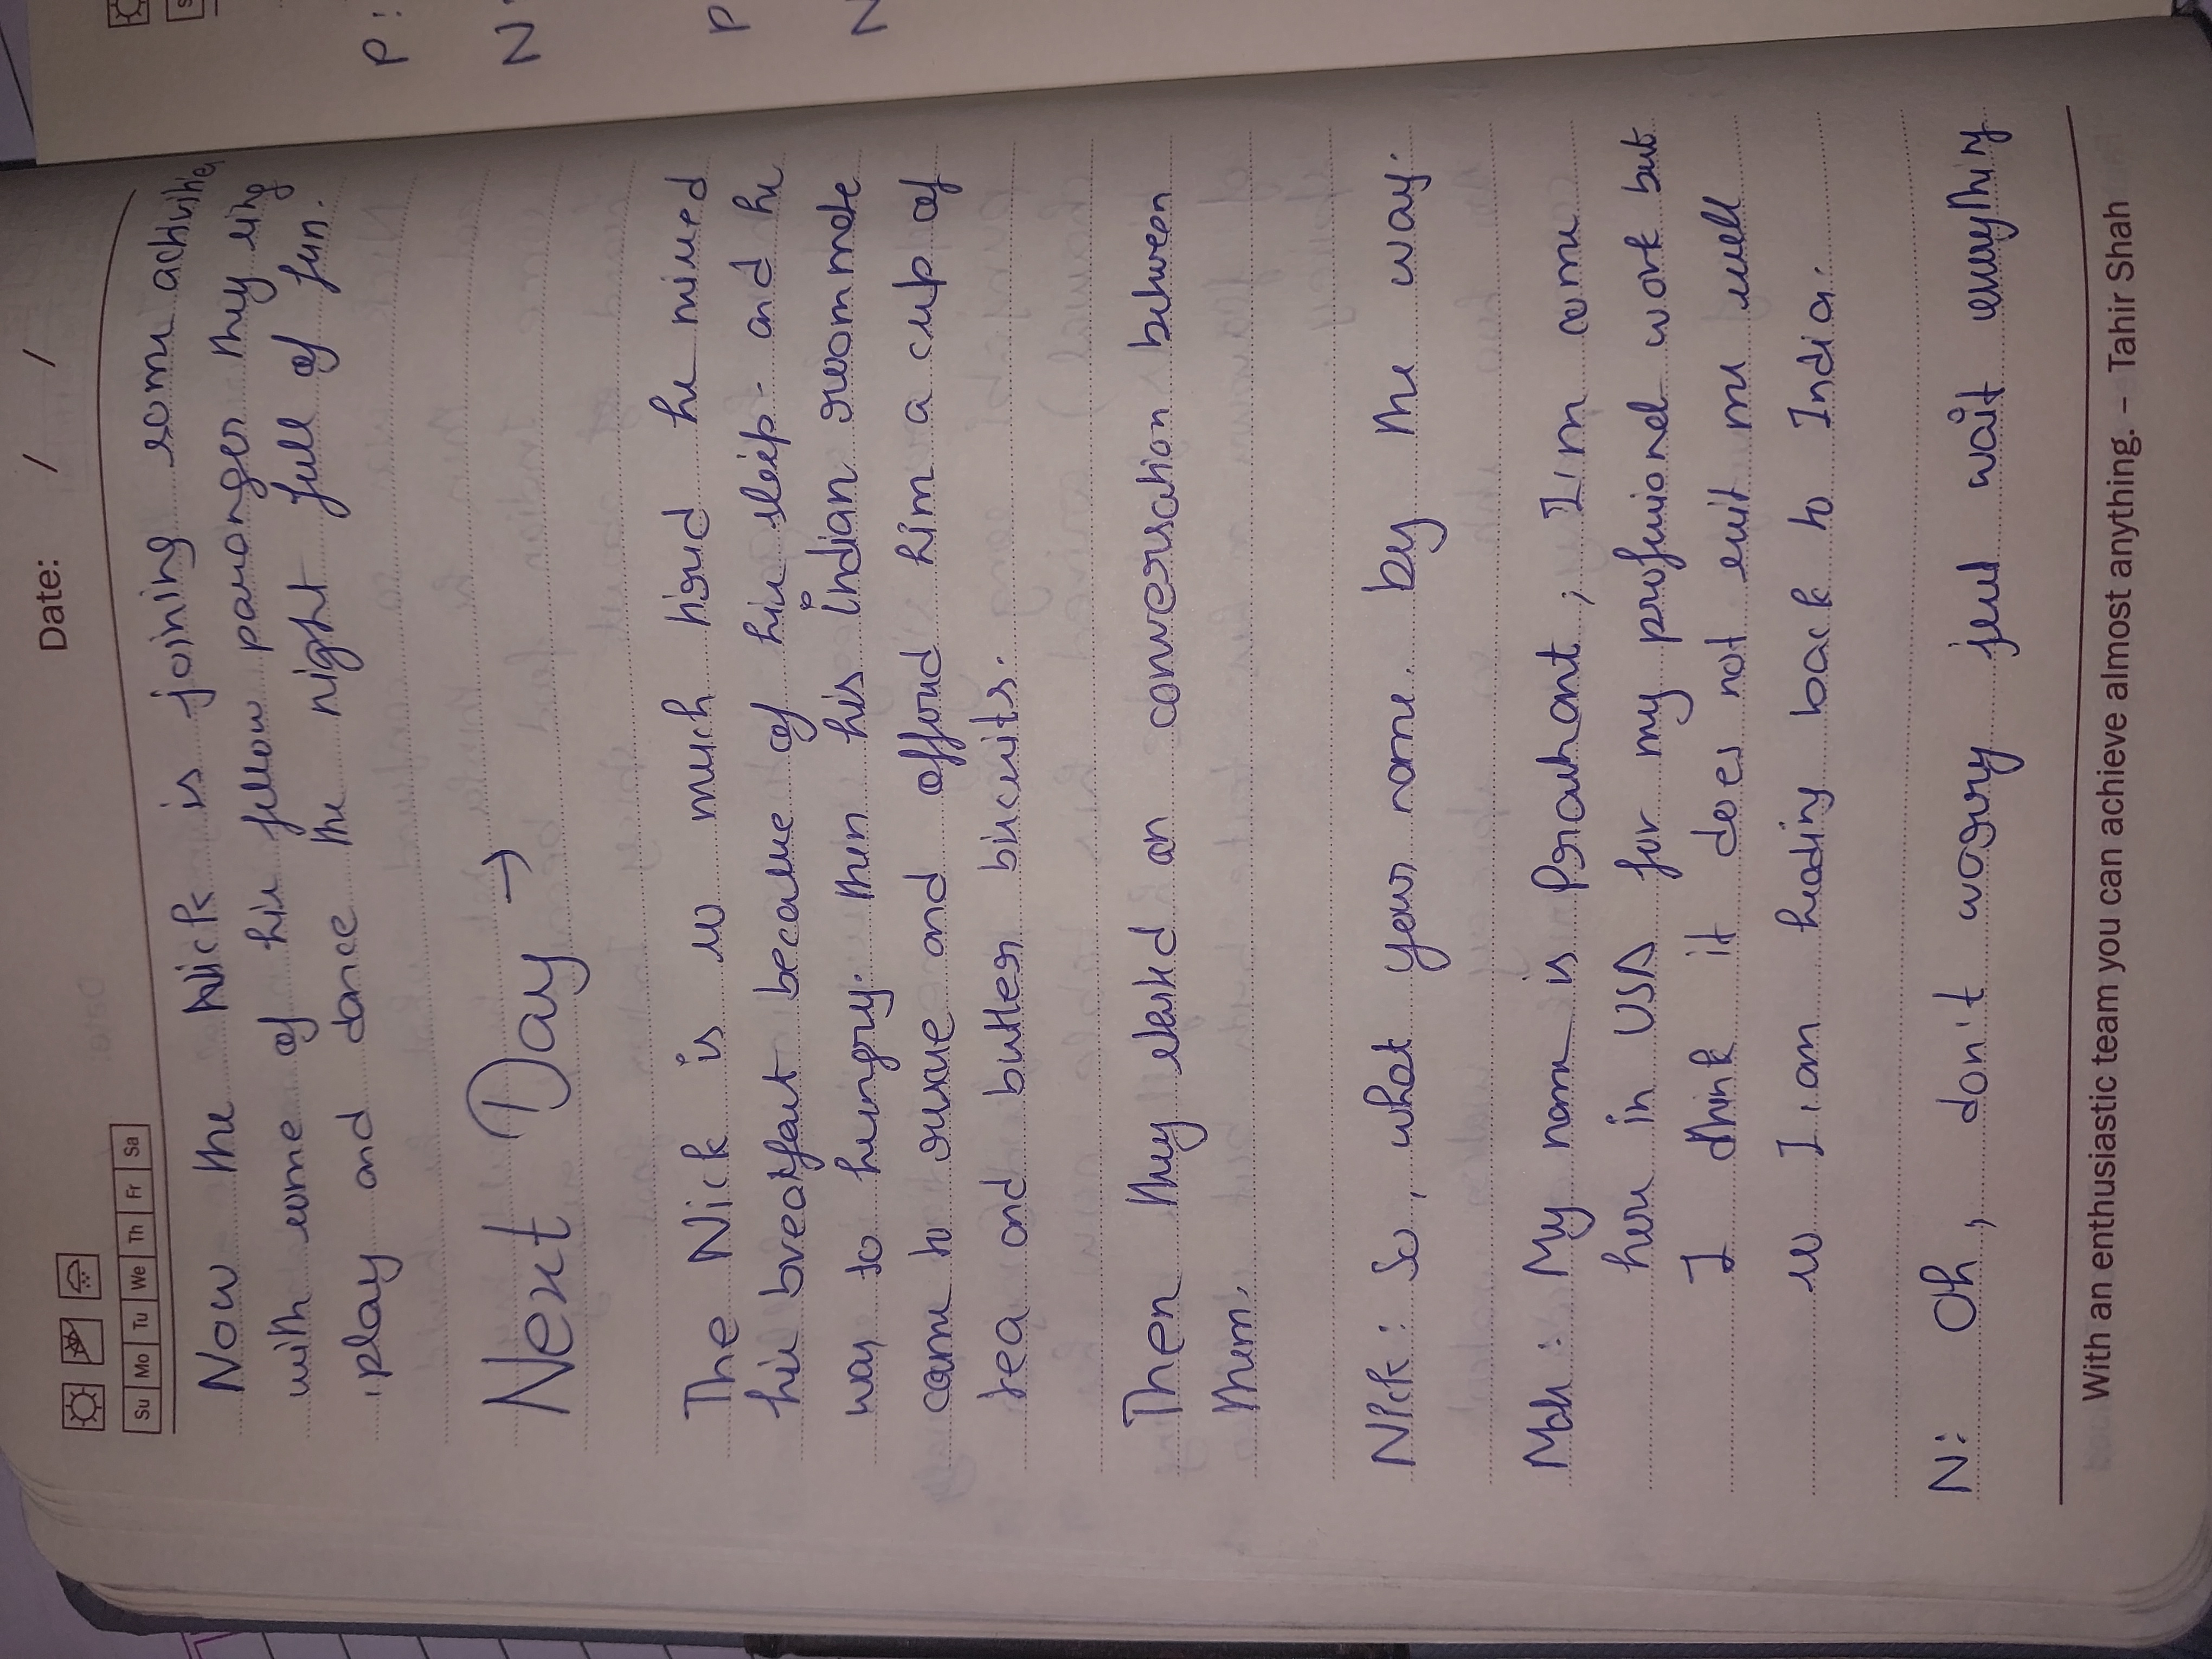 Date: / /
Su Mo Tu We Th Fr Sa
Now the Nick is joining some activities
with some of his fellow passanger they sing
play and dance the night full of fun.
Next Day →
The Nick is so much hisud he missed
his breakfast because of his sleep. and he
was so hungry. then his indian roommate
came to rescue and offered him a cup of
tea and butter biscuits.
Then they started an conversation between
them.
Nick: So, what your name by the way.
Mah: My name is Prashant, I'm come
here in USA for my professional work but
I think it does not suit me well
so I am heading back to India.
N: Oh, don't worry just wait everything
With an enthusiastic team you can achieve almost anything. - Tahir Shah
P:
N
P
N